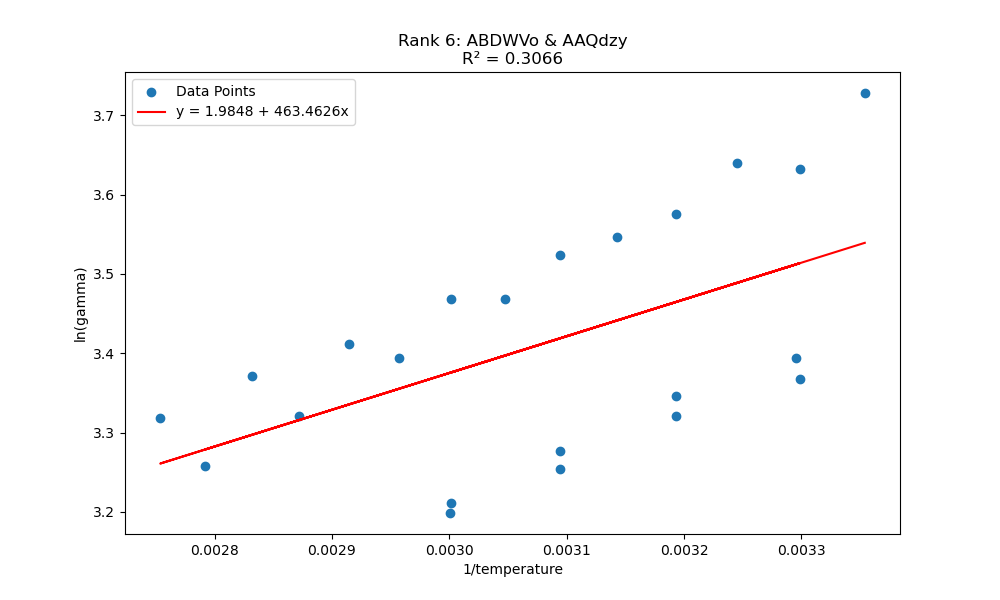 Rank 6: ABDWVo & AAQdzy
R² = 0.3066
Data Points
y = 1.9848 + 463.4626x
ln(gamma)
3.7
3.6
3.5
3.4
3.3
3.2
0.0028 0.0029 0.0030 0.0031 0.0032 0.0033
1/temperature